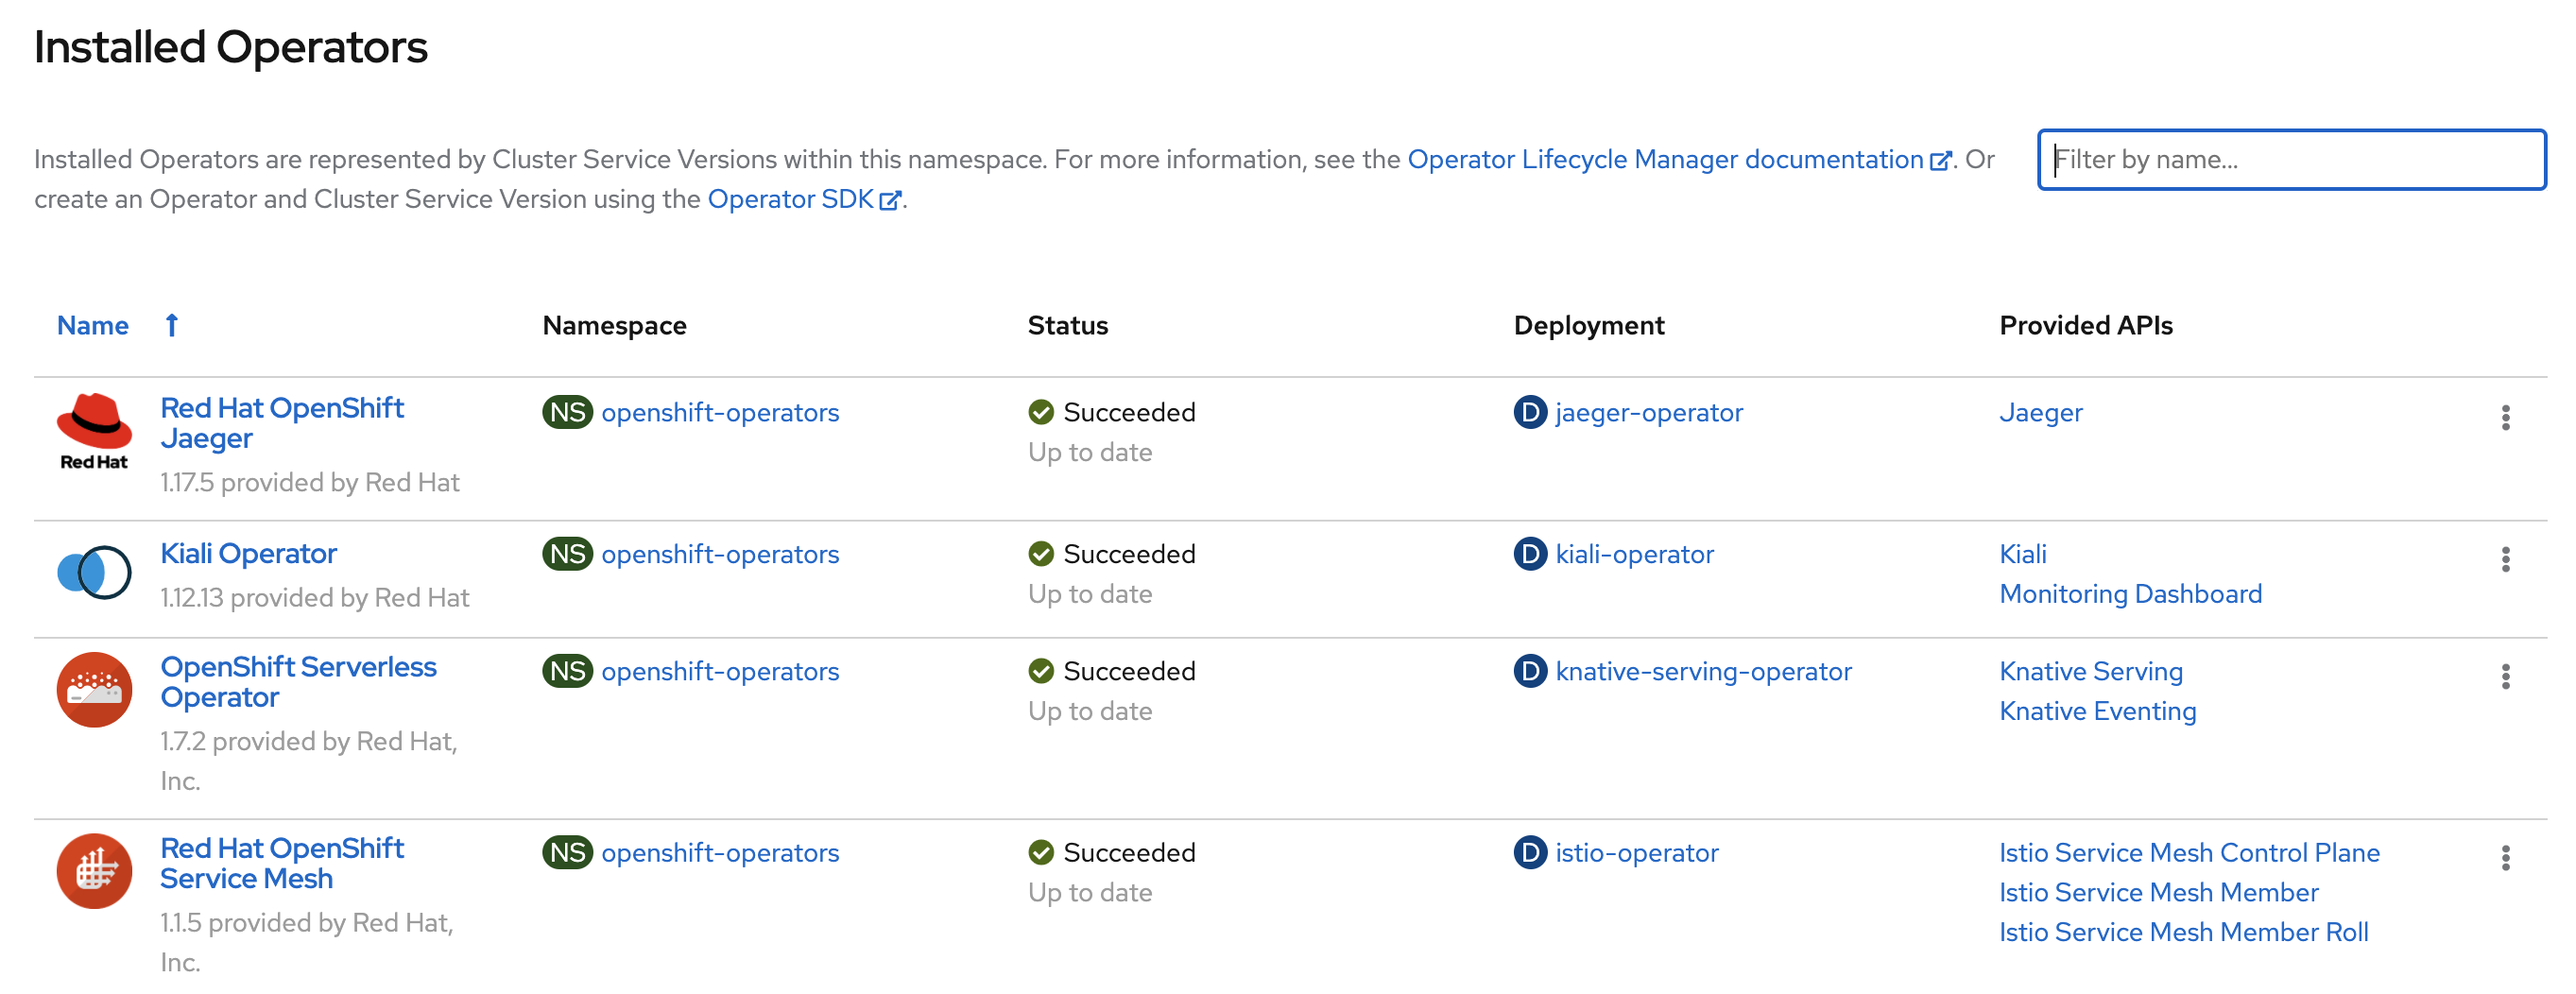 Installed Operators
Installed Operators are represented by Cluster Service Versions within this namespace. For more information, see the Operator Lifecycle Manager documentation. Or
create an Operator and Cluster Service Version using the Operator SDK.
Filter by name...
Name Namespace Status Deployment Provided APIs
Red Hat
Red Hat OpenShift
Jaeger
1.17.5 provided by Red Hat
NS openshift-operators
Succeeded
Up to date
D jaeger-operator
Jaeger
Kiali Operator
1.12.13 provided by Red Hat
NS openshift-operators
Succeeded
Up to date
D kiali-operator
Kiali
Monitoring Dashboard
OpenShift Serverless
Operator
1.7.2 provided by Red Hat,
Inc.
NS openshift-operators
Succeeded
Up to date
D knative-serving-operator
Knative Serving
Knative Eventing
Red Hat OpenShift
Service Mesh
1.1.5 provided by Red Hat,
Inc.
NS openshift-operators
Succeeded
Up to date
D istio-operator
Istio Service Mesh Control Plane
Istio Service Mesh Member
Istio Service Mesh Member Roll